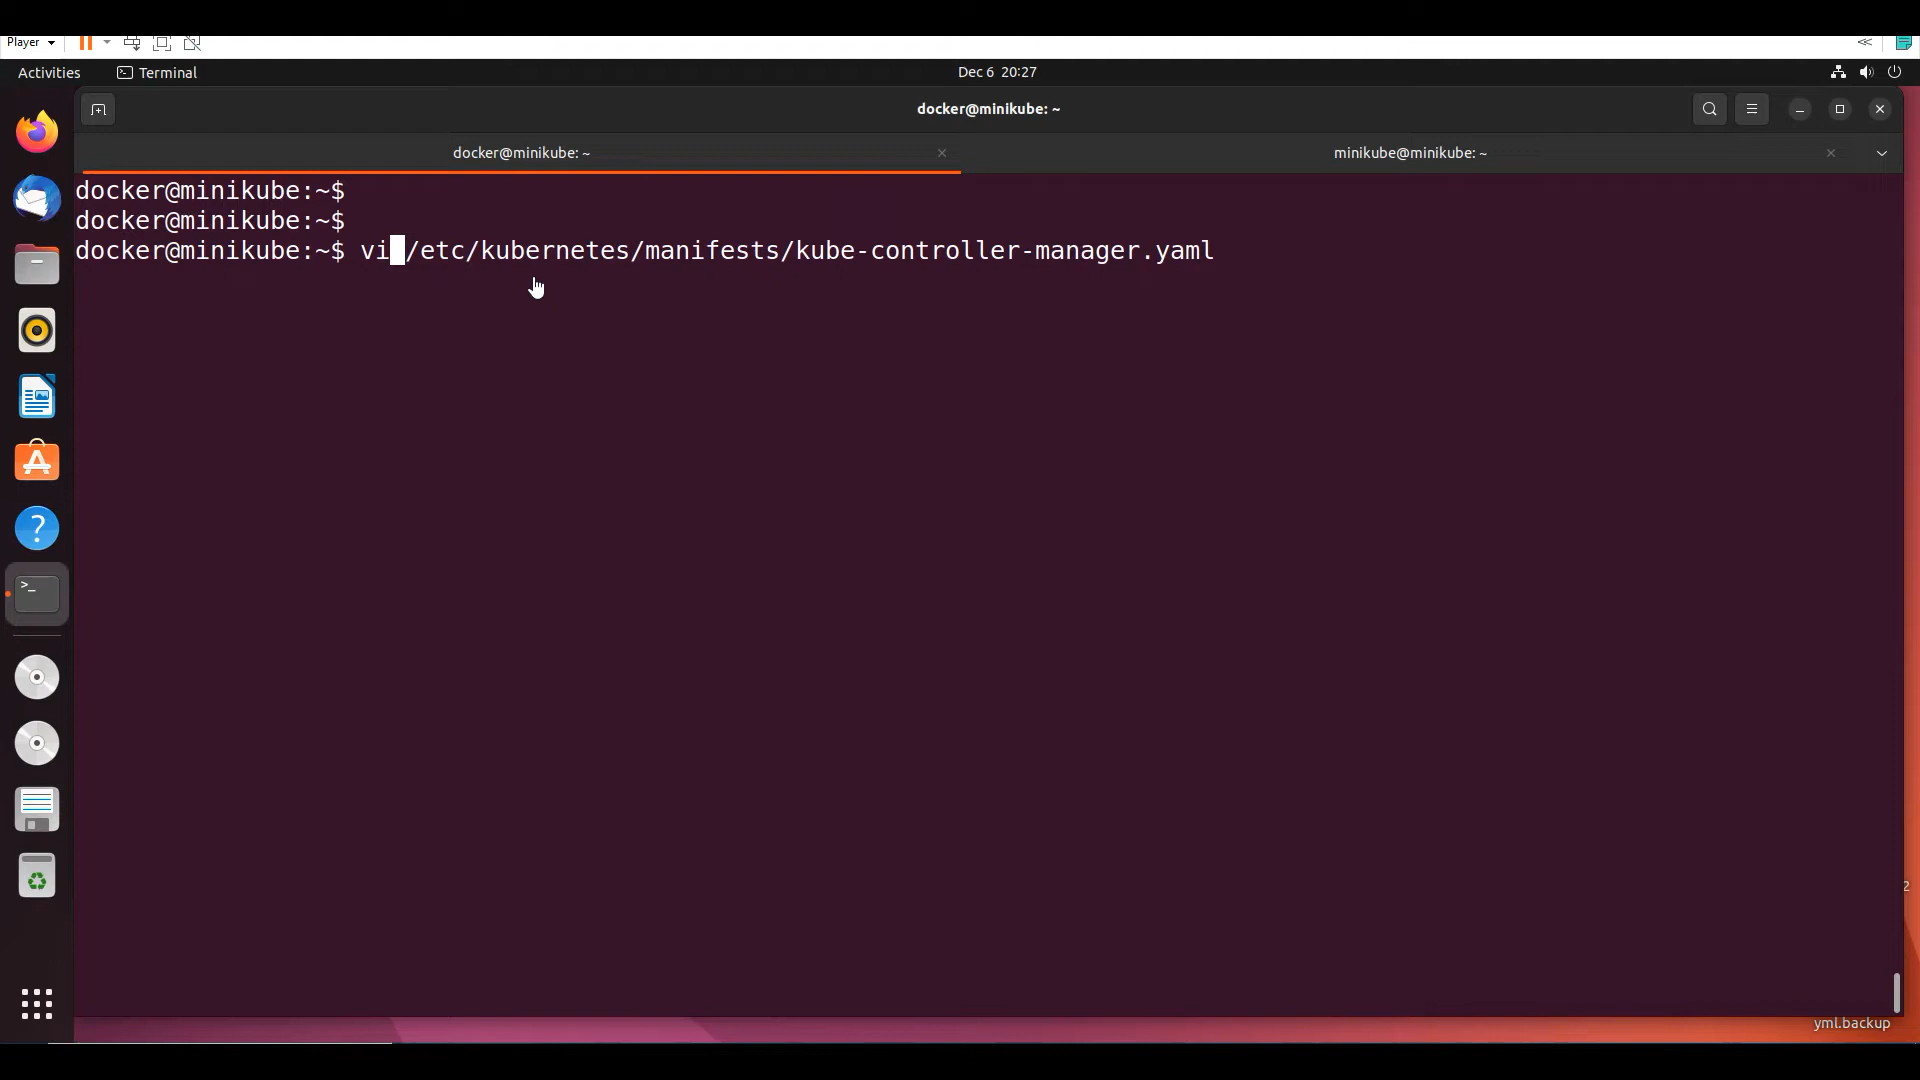 Player
Activities
Terminal
Dec 6 20:27
docker@minikube: ~
docker@minikube: ~
minikube@minikube: ~
docker@minikube:~$
docker@minikube:~$
docker@minikube:~$ vi /etc/kubernetes/manifests/kube-controller-manager.yaml
2
yml.backup